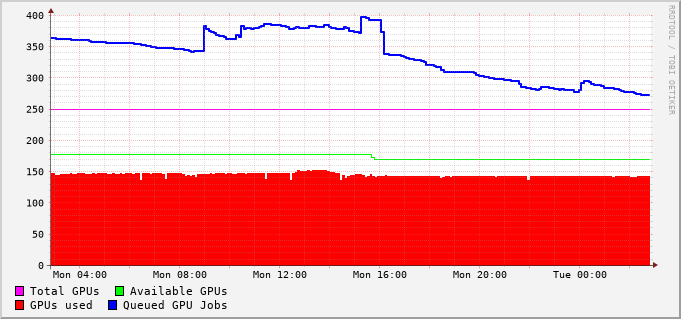 400
350
300
250
200
150
100
50
0
Mon 04:00 Mon 08:00 Mon 12:00 Mon 16:00 Mon 20:00 Tue 00:00
Total GPUs Available GPUs
GPUs used Queued GPU Jobs
RRDTOOL / TOBI OETIKER